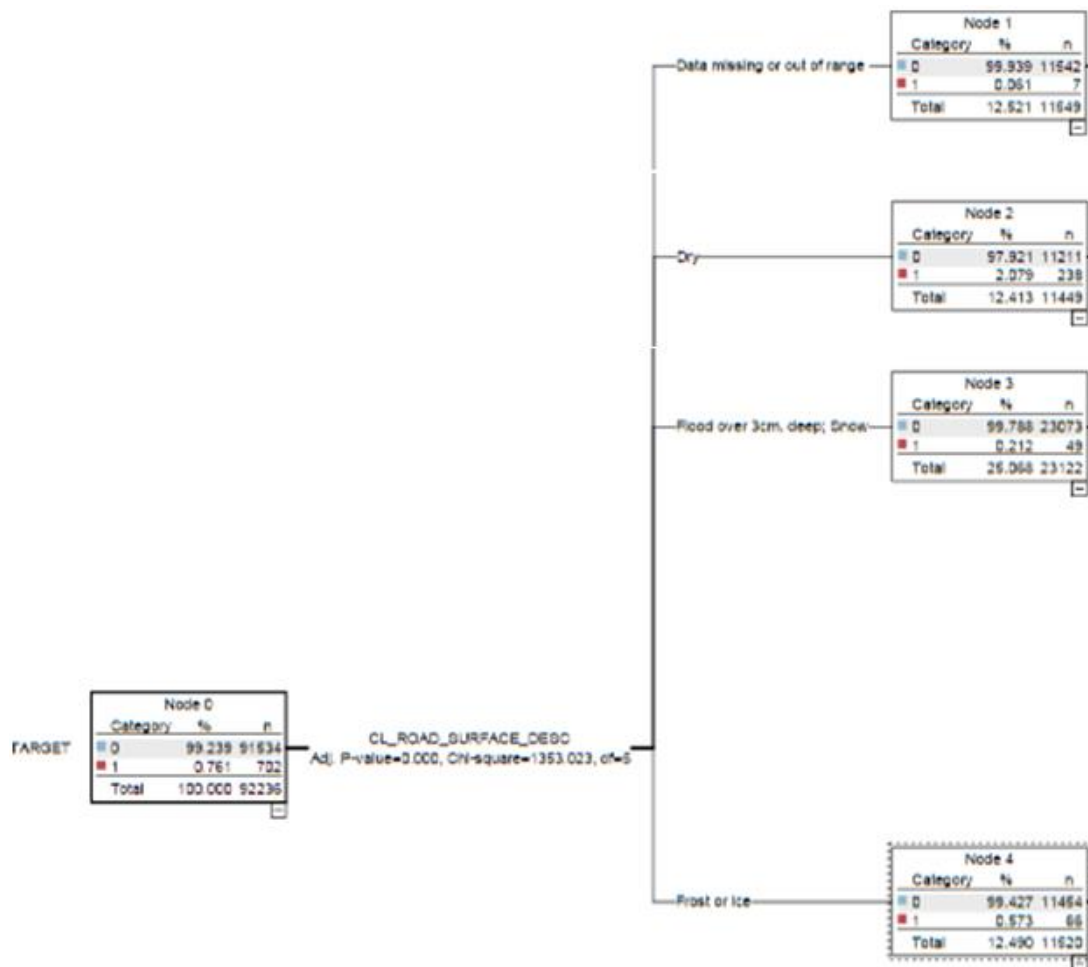 Node 1
Category % n
0 99.939 11542
1 0.061 7
Total 12.521 11549
Data missing or out of range
Node 2
Category % n
0 97.921 11211
1 2.079 238
Total 12.413 11449
Dry
Node 3
Category % n
0 99.788 23073
1 0.212 49
Total 25.068 23122
Flood over 3cm. deep; Snow
Node 0
Category % n
0 99.239 91534
1 0.761 702
Total 100.000 92236
TARGET
CL_ROAD_SURFACE_DESC
Adj. P-value=0.000, Chi-square=1353.023,
Node 4
Category % n
0 99.427 11454
1 0.573 66
Total 12.490 11520
Frost or Ice